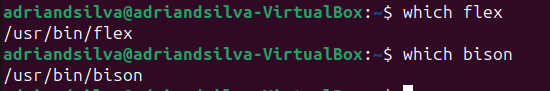 adriandsilva@adriandsilva-VirtualBox:~$ which flex
/usr/bin/flex
adriandsilva@adriandsilva-VirtualBox:~$ which bison
/usr/bin/bison